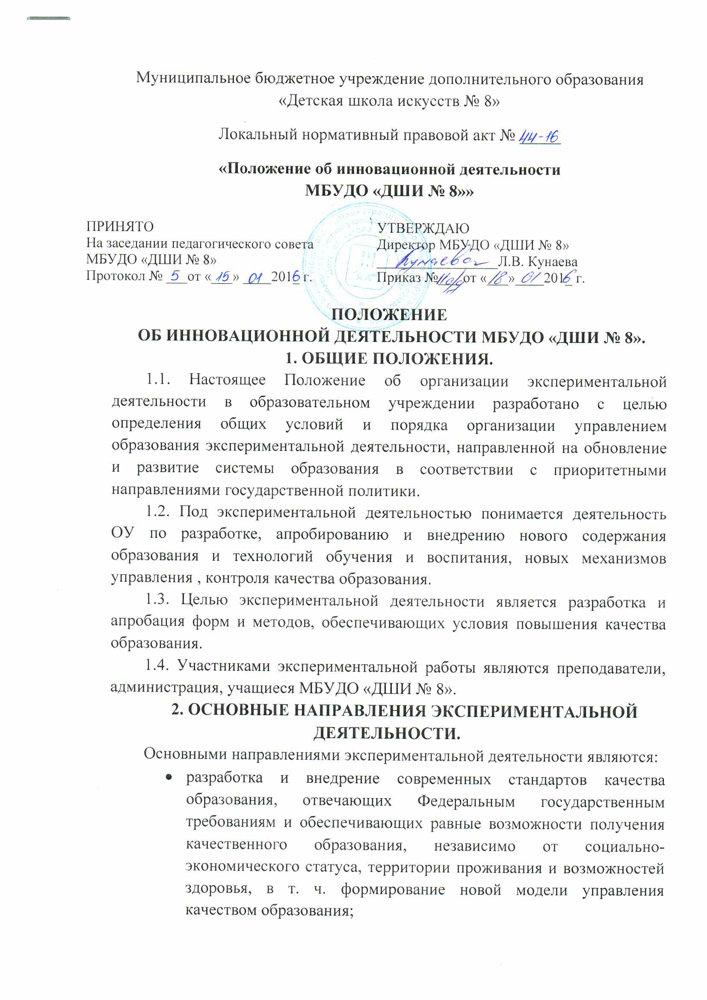 Муниципальное бюджетное учреждение дополнительного образования
«Детская школа искусств № 8»
Локальный нормативный правовой акт № 44-16
«Положение об инновационной деятельности
МБУДО «ДШИ № 8»»
ПРИНЯТО
На заседании педагогического совета
МБУДО «ДШИ № 8»
Протокол № 5 от «15» 01 2016 г.
УТВЕРЖДАЮ
Директор МБУДО «ДШИ № 8»
Кунаева Л.В. Кунаева
Приказ № 11о/д от «18» 01 2016 г.
ПОЛОЖЕНИЕ
ОБ ИННОВАЦИОННОЙ ДЕЯТЕЛЬНОСТИ МБУДО «ДШИ № 8».
1. ОБЩИЕ ПОЛОЖЕНИЯ.
1.1. Настоящее Положение об организации экспериментальной
деятельности в образовательном учреждении разработано с целью
определения общих условий и порядка организации управлением
образования экспериментальной деятельности, направленной на обновление
и развитие системы образования в соответствии с приоритетными
направлениями государственной политики.
1.2. Под экспериментальной деятельностью понимается деятельность
ОУ по разработке, апробированию и внедрению нового содержания
образования и технологий обучения и воспитания, новых механизмов
управления , контроля качества образования.
1.3. Целью экспериментальной деятельности является разработка и
апробация форм и методов, обеспечивающих условия повышения качества
образования.
1.4. Участниками экспериментальной работы являются преподаватели,
администрация, учащиеся МБУДО «ДШИ № 8».
2. ОСНОВНЫЕ НАПРАВЛЕНИЯ ЭКСПЕРИМЕНТАЛЬНОЙ
ДЕЯТЕЛЬНОСТИ.
Основными направлениями экспериментальной деятельности являются:
• разработка и внедрение современных стандартов качества
образования, отвечающих Федеральным государственным
требованиям и обеспечивающих равные возможности получения
качественного образования, независимо от социально-
экономического статуса, территории проживания и возможностей
здоровья, в т. ч. формирование новой модели управления
качеством образования;